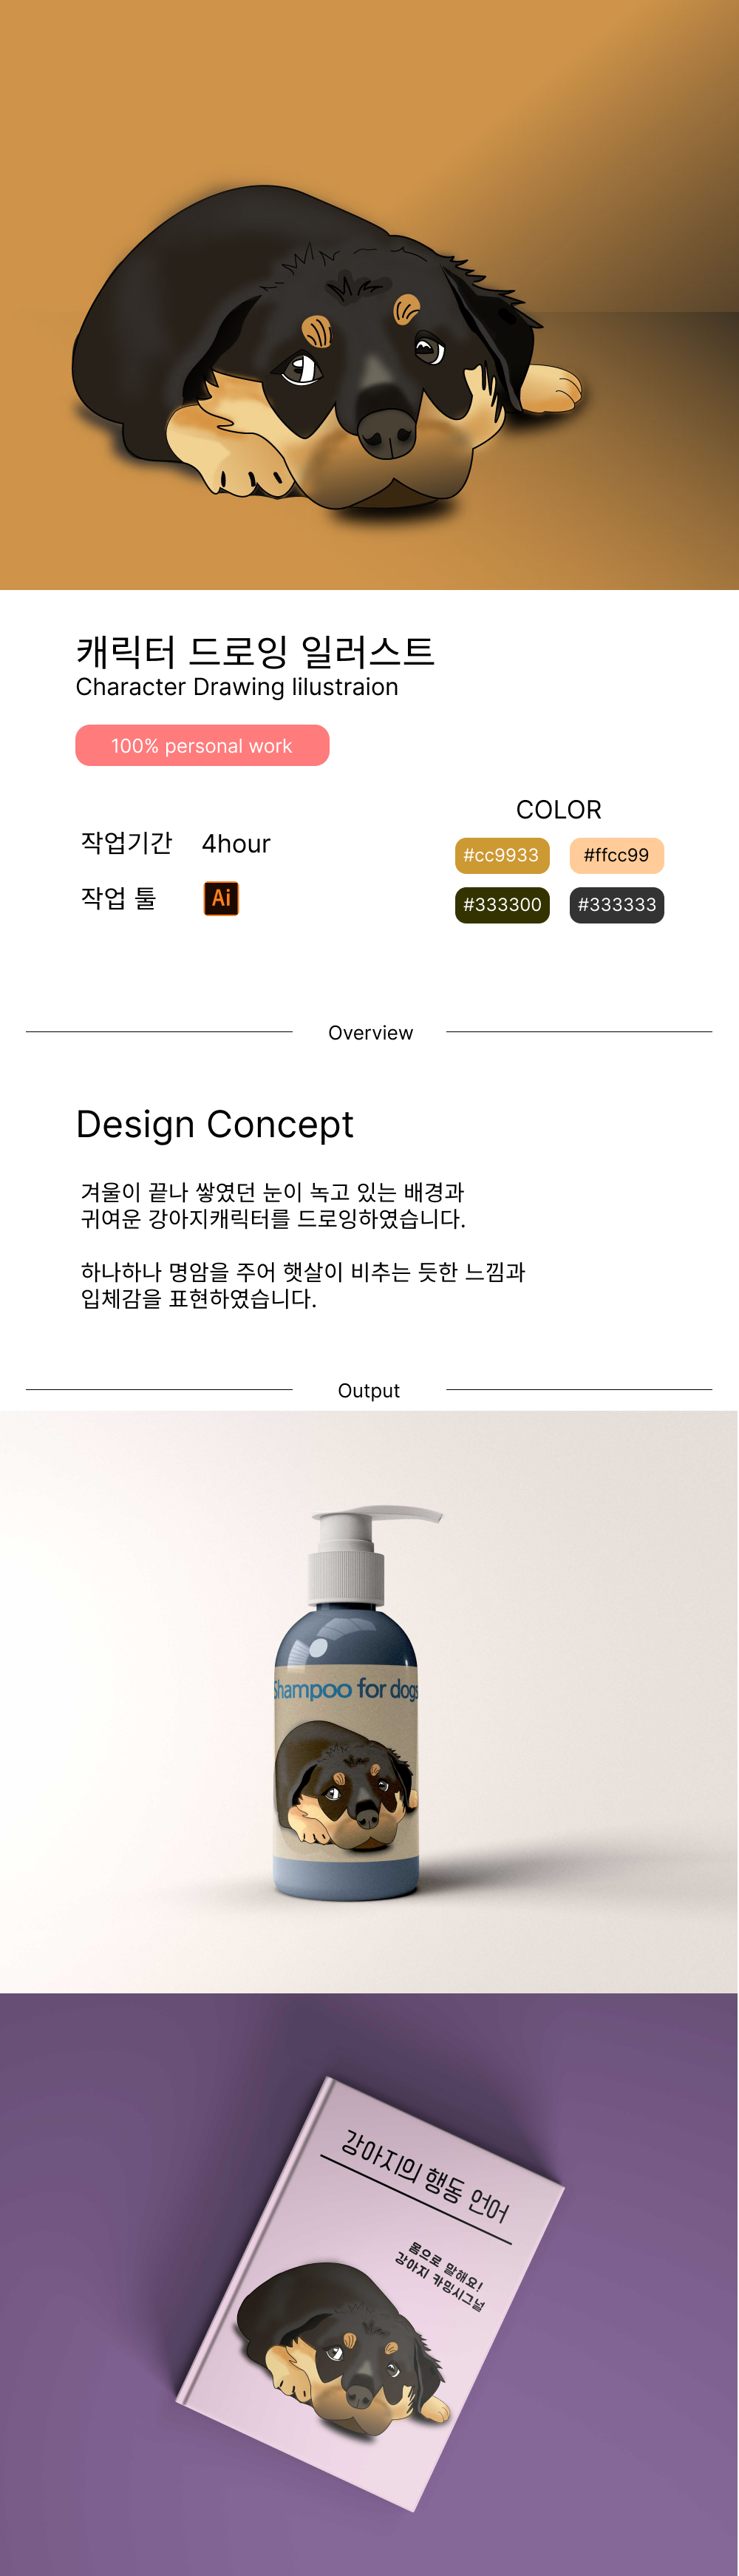 캐릭터 드로잉 일러스트
Character Drawing lilustraion
100% personal work
작업기간 4hour
작업 툴 Ai
COLOR
#cc9933 #ffcc99
#333300 #333333
Overview
Design Concept
겨울이 끝나 쌓였던 눈이 녹고 있는 배경과
귀여운 강아지캐릭터를 드로잉하였습니다.
하나하나 명암을 주어 햇살이 비추는 듯한 느낌과
입체감을 표현하였습니다.
Output
Shampoo for dogs
강아지의 행동 언어
몸으로 말해요!
강아지 카밍시그널